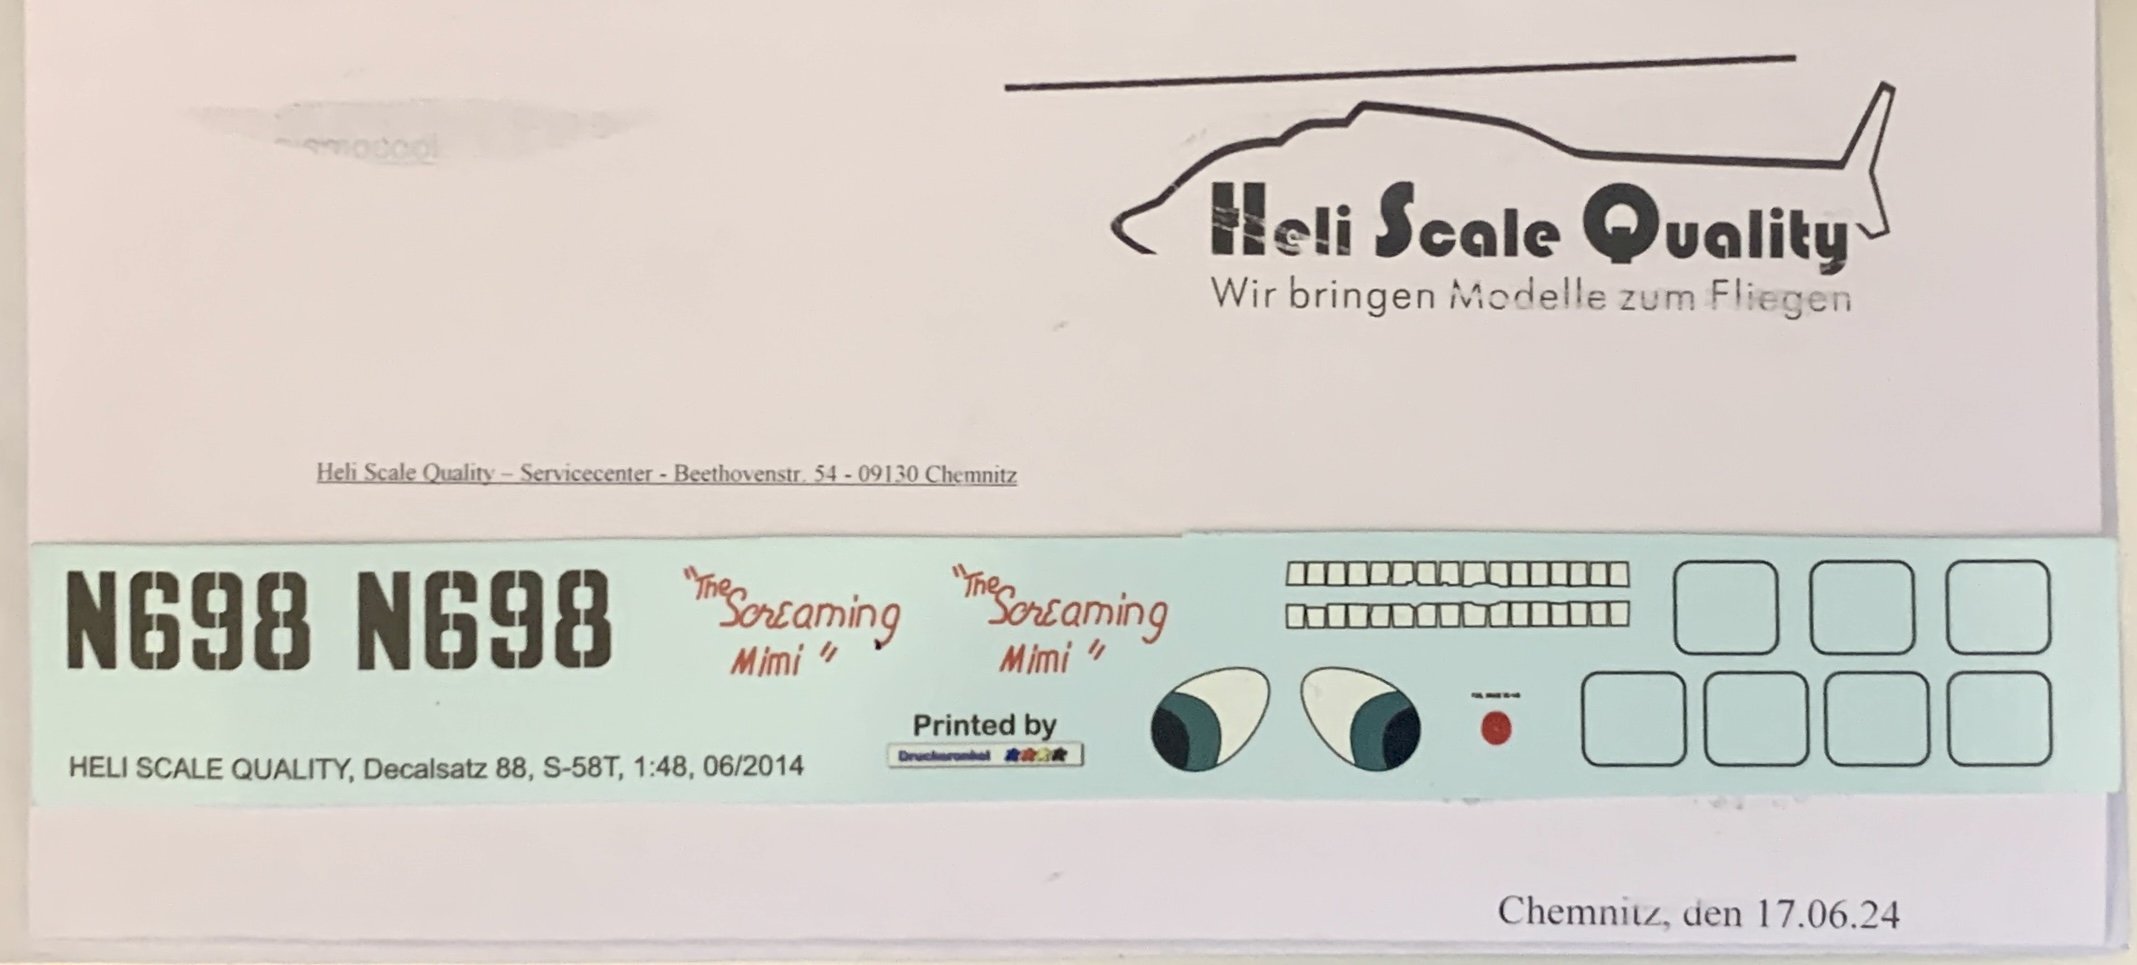 Heli Scale Quality
Wir bringen Modelle zum Fliegen
Heli Scale Quality – Servicecenter - Beethovenstr. 54 - 09130 Chemnitz
N698 N698
"The Screaming Mimi"
"The Screaming Mimi"
Printed by
HELI SCALE QUALITY, Decalsatz 88, S-58T, 1:48, 06/2014
Chemnitz, den 17.06.24